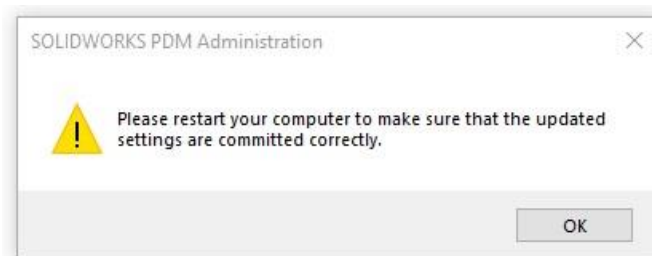 SOLIDWORKS PDM Administration
Please restart your computer to make sure that the updated
settings are committed correctly.
OK